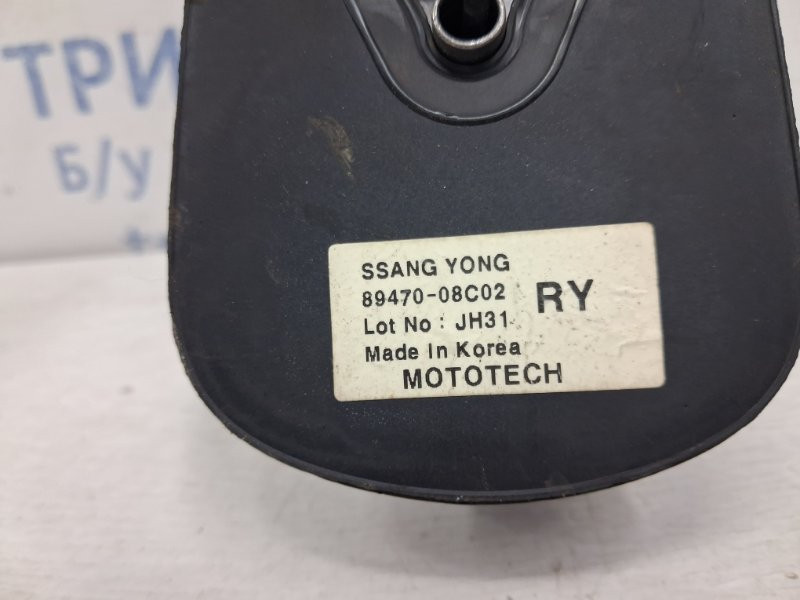 ТРИ
Б/У
SSANG YONG
89470-08C02 RY
Lot No : JH31
Made In Korea
MOTOTECH